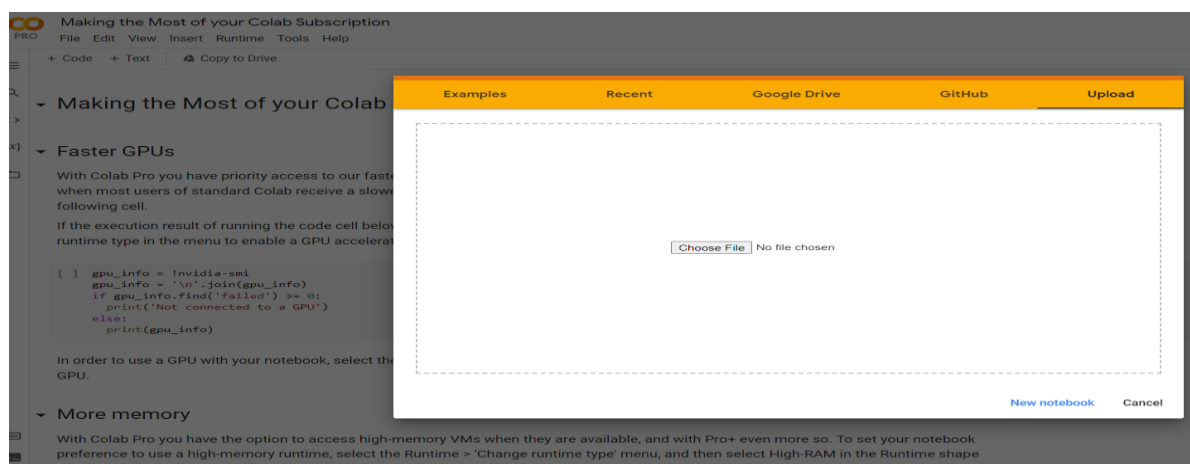 CO
PRO
Making the Most of your Colab Subscription
File Edit View Insert Runtime Tools Help
+ Code + Text Copy to Drive
Making the Most of your Colab
Faster GPUs
With Colab Pro you have priority access to our faste
when most users of standard Colab receive a slowe
following cell.
If the execution result of running the code cell belo
runtime type in the menu to enable a GPU accelerat
[ ] gpu_info = !nvidia-smi
gpu_info = '\n'.join(gpu_info)
if gpu_info.find('failed') >= 0:
print('Not connected to a GPU')
else:
print(gpu_info)
In order to use a GPU with your notebook, select the
GPU.
More memory
With Colab Pro you have the option to access high-memory VMs when they are available, and with Pro+ even more so. To set your notebook
preference to use a high-memory runtime, select the Runtime > 'Change runtime type' menu, and then select High-RAM in the Runtime shape
Examples Recent Google Drive GitHub Upload
Choose File No file chosen
New notebook Cancel